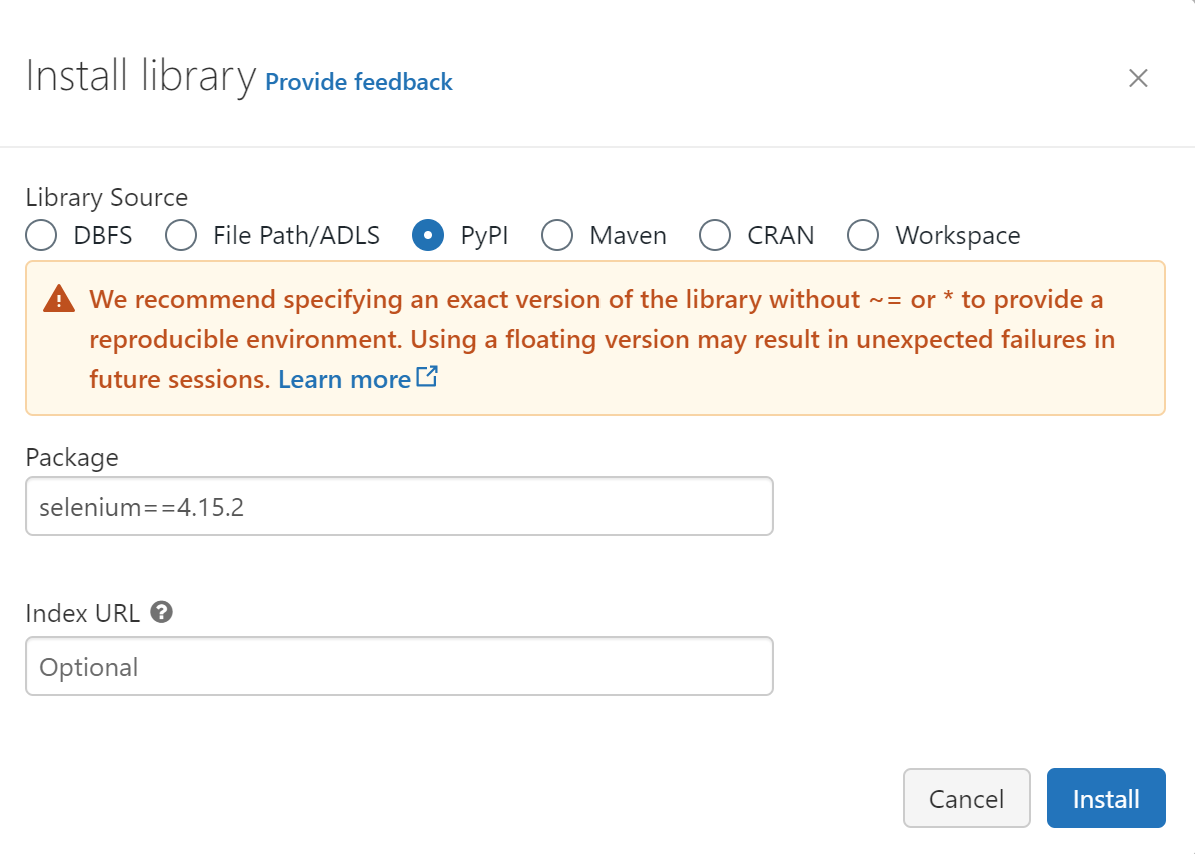 Install library Provide feedback
Library Source
DBFS File Path/ADLS PyPI Maven CRAN Workspace
We recommend specifying an exact version of the library without ~= or * to provide a
reproducible environment. Using a floating version may result in unexpected failures in
future sessions. Learn more
Package
selenium==4.15.2
Index URL
Optional
Cancel Install